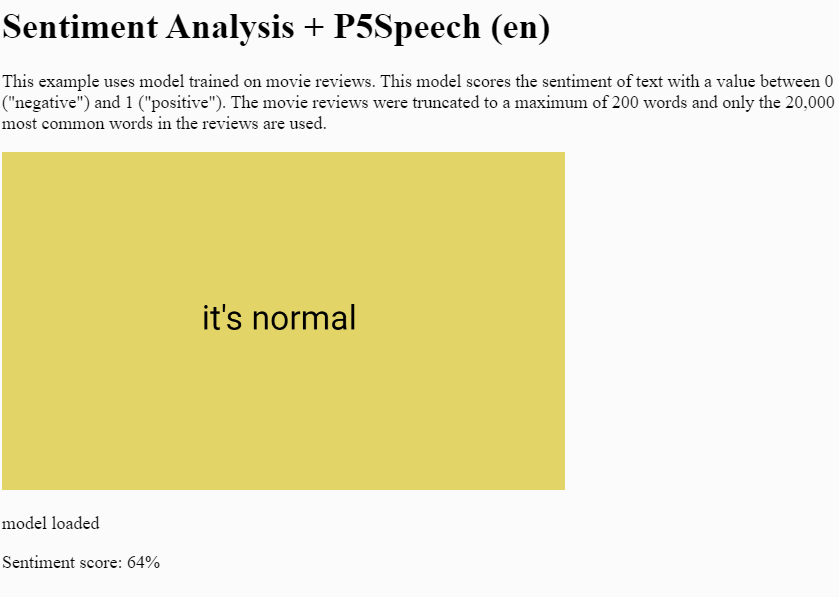 Sentiment Analysis + P5Speech (en)
This example uses model trained on movie reviews. This model scores the sentiment of text with a value between 0
("negative") and 1 ("positive"). The movie reviews were truncated to a maximum of 200 words and only the 20,000
most common words in the reviews are used.
it's normal
model loaded
Sentiment score: 64%